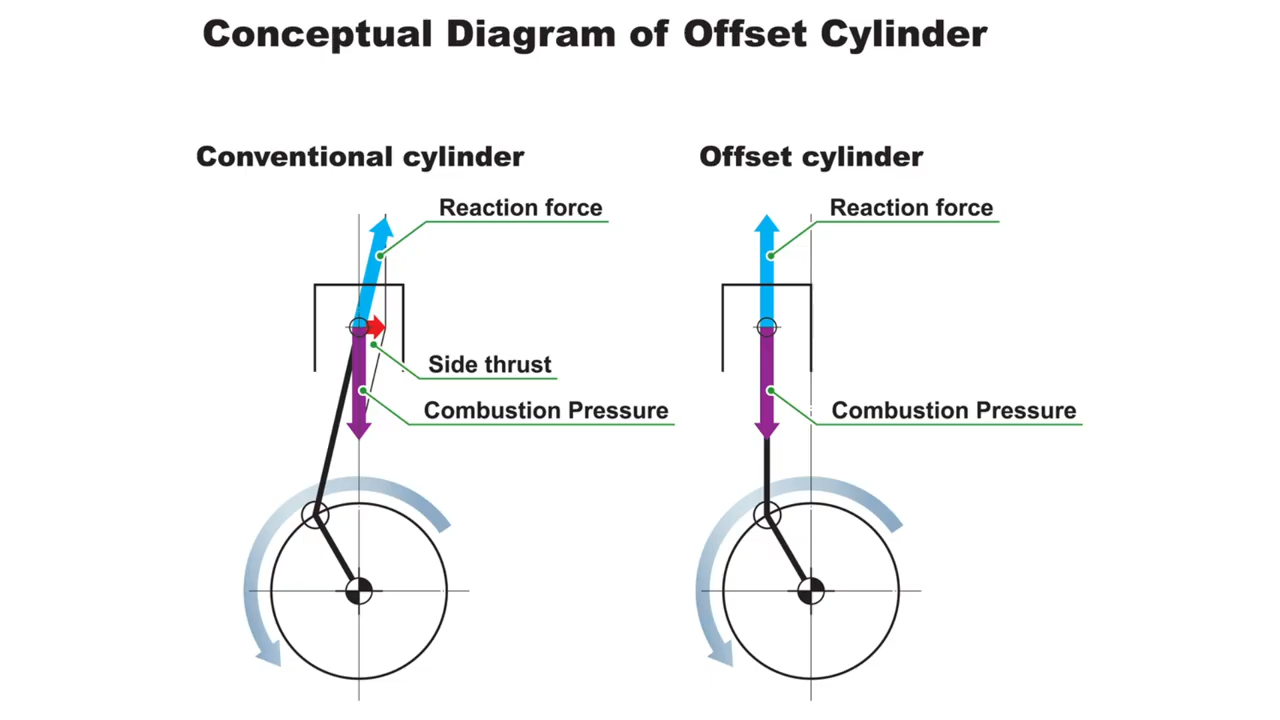 Conceptual Diagram of Offset Cylinder
Conventional cylinder
Reaction force
Side thrust
Combustion Pressure
Offset cylinder
Reaction force
Combustion Pressure